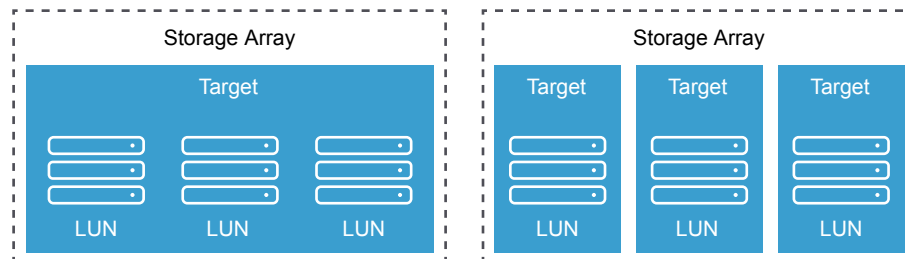 Storage Array
Target
LUN LUN LUN
Storage Array
Target Target Target
LUN LUN LUN